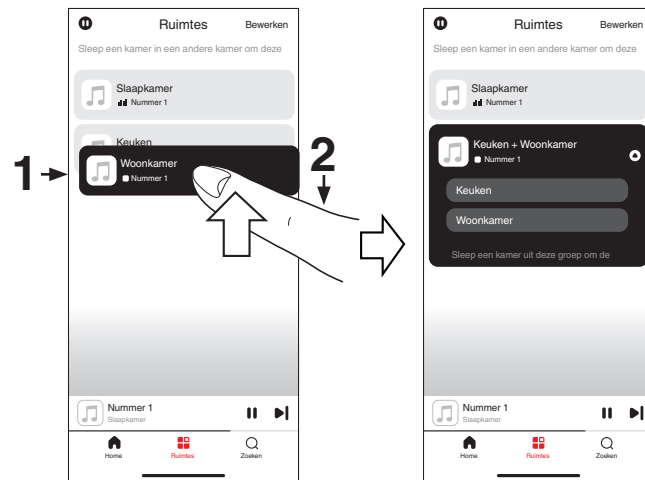 Ruimtes
Bewerken
Sleep een kamer in een andere kamer om deze
Slaapkamer
Nummer 1
Keuken
Woonkamer
Nummer 1
1
2
Nummer 1
Slaapkamer
Home
Ruimtes
Zoeken
Ruimtes
Bewerken
Sleep een kamer in een andere kamer om deze
Slaapkamer
Nummer 1
Keuken + Woonkamer
Nummer 1
Keuken
Woonkamer
Sleep een kamer uit deze groep om de
Nummer 1
Slaapkamer
Home
Ruimtes
Zoeken